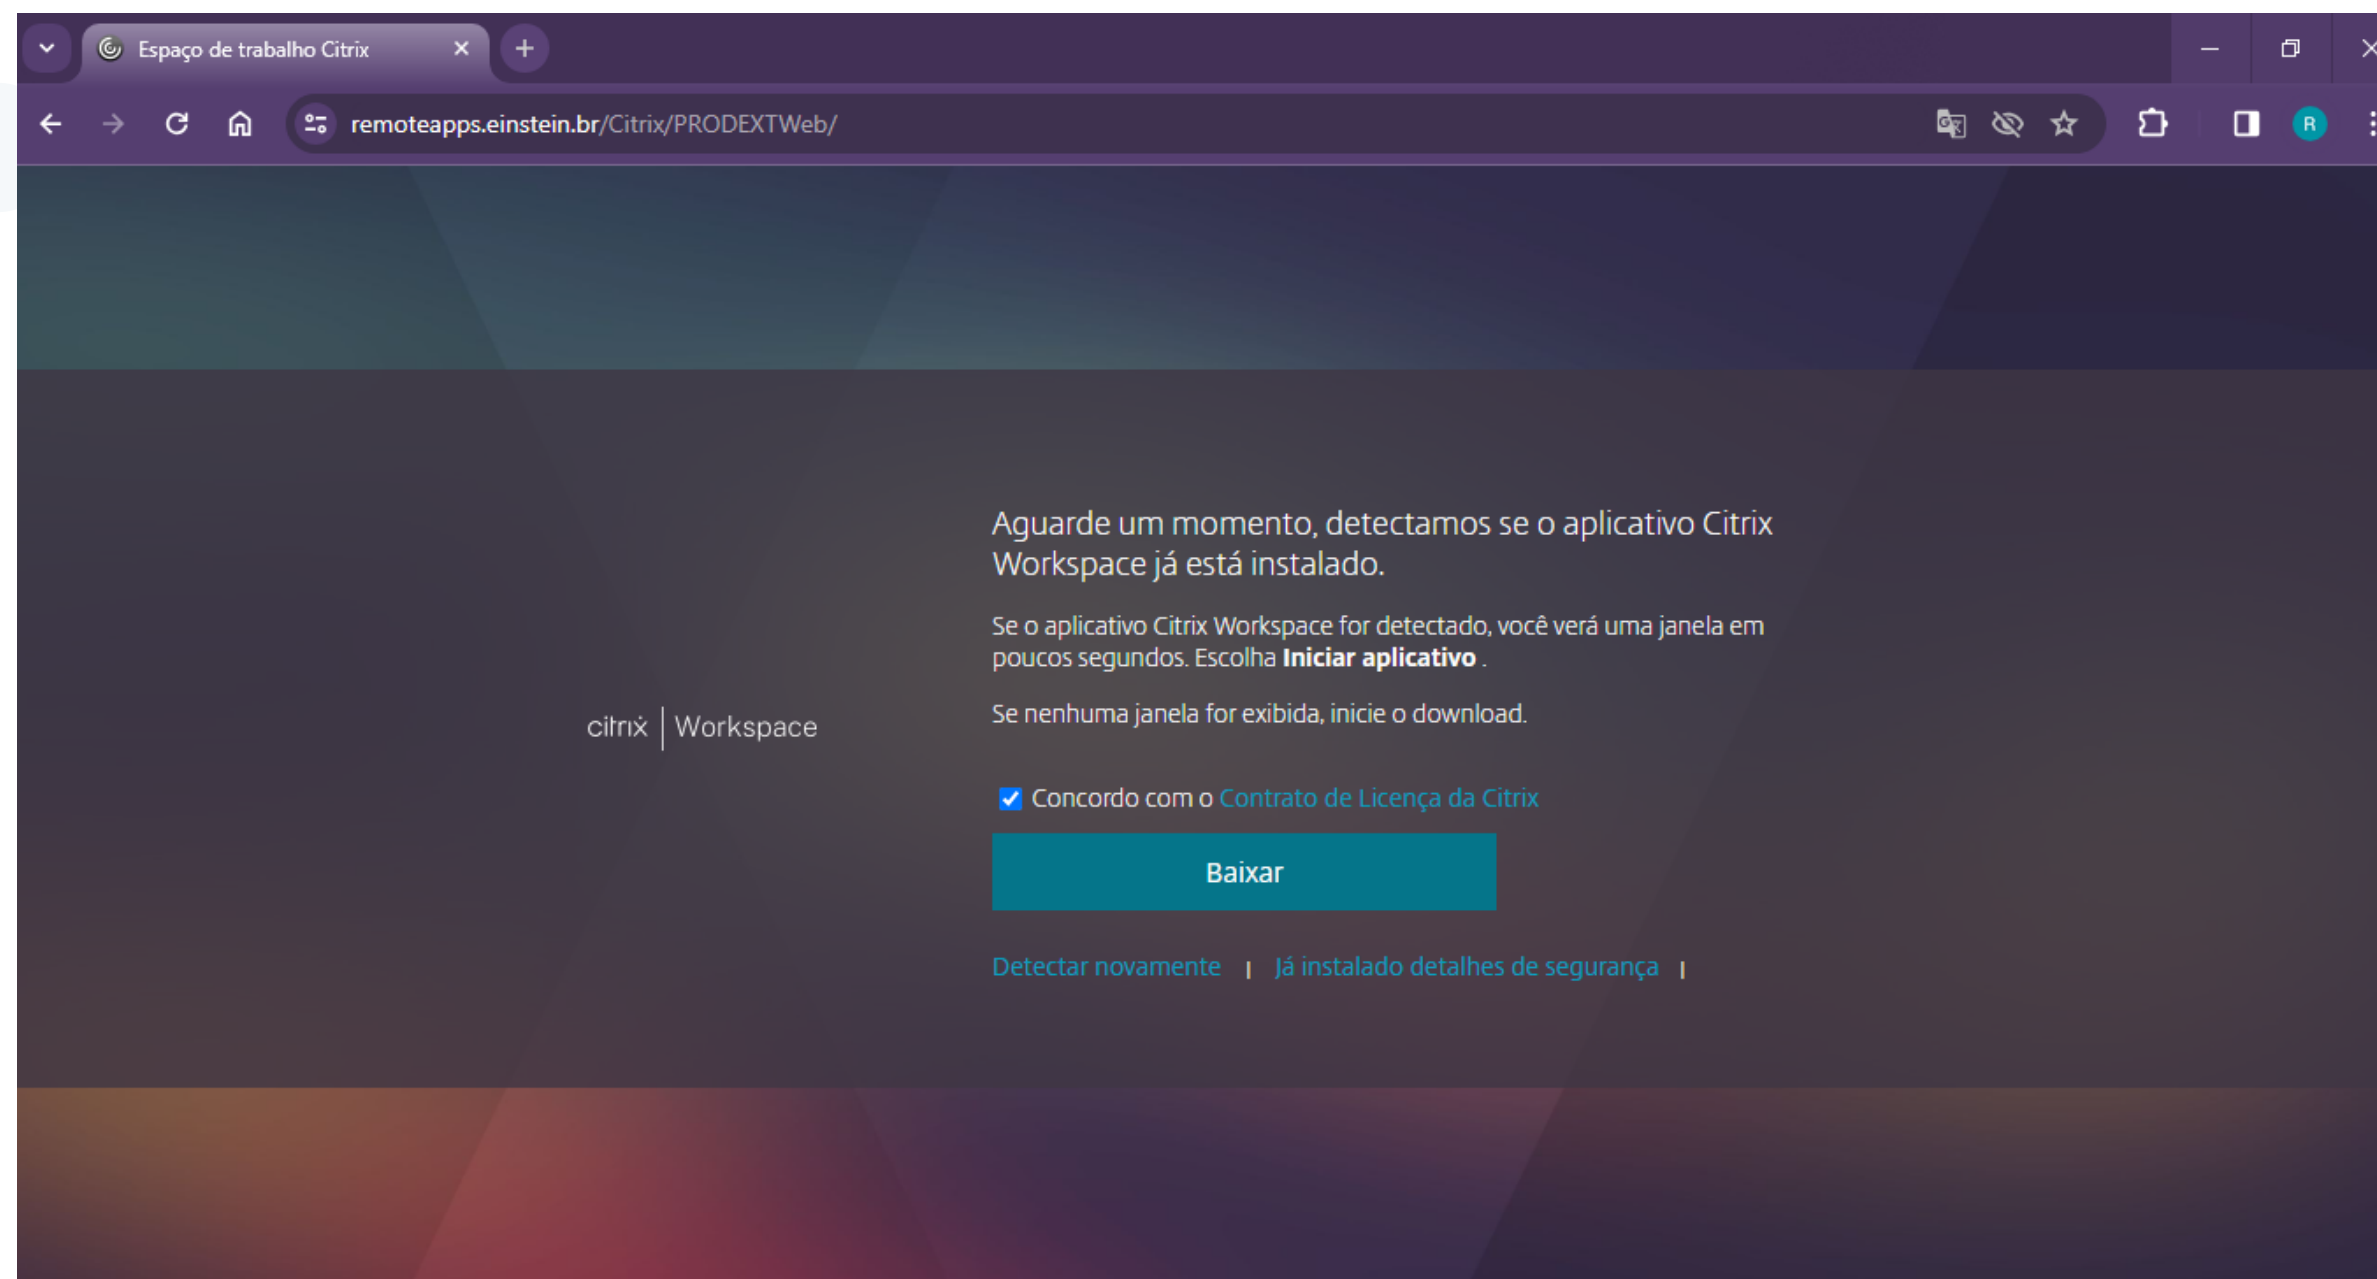 Espaço de trabalho Citrix
remoteapps.einstein.br/Citrix/PRODEXTWeb/
R
Aguarde um momento, detectamos se o aplicativo Citrix
Workspace já está instalado.
Se o aplicativo Citrix Workspace for detectado, você verá uma janela em
poucos segundos. Escolha Iniciar aplicativo .
Se nenhuma janela for exibida, inicie o download.
citrix | Workspace
Concordo com o Contrato de Licença da Citrix
Baixar
Detectar novamente | Já instalado detalhes de segurança |